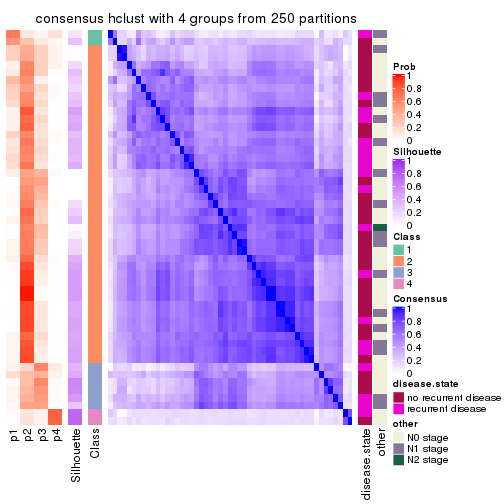 consensus hclust with 4 groups from 250 partitions
Prob
1
0.8
0.6
0.4
0.2
0
Silhouette
1
0.8
0.6
0.4
0.2
0
Class
1
2
3
4
Consensus
1
0.8
0.6
0.4
0.2
0
disease.state
no recurrent disease
recurrent disease
other
N0 stage
N1 stage
N2 stage
p1
p2
p3
p4
Silhouette
Class
disease.state
other